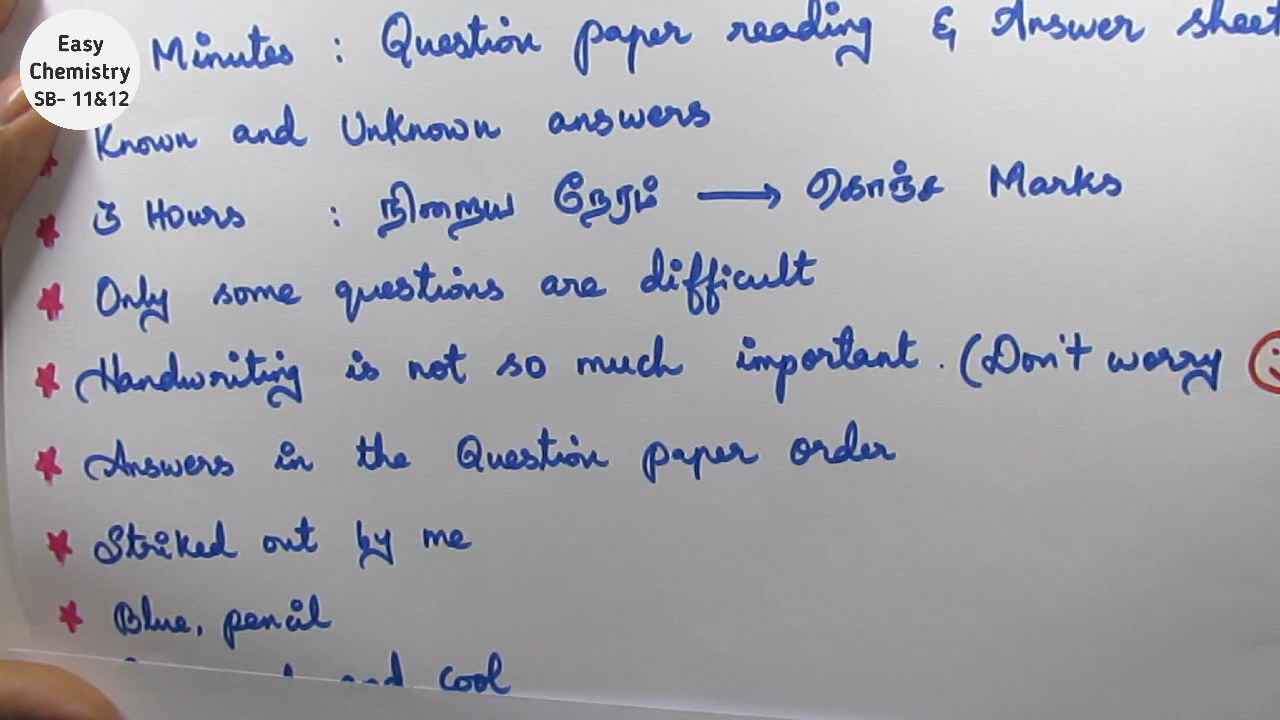 Easy
Chemistry
SB- 11&12
Minutes : Question paper reading & Answer sheet
Known and Unknown answers
3 Hours : நிறைய நேரம் → கொஞ்ச Marks
Only some questions are difficult
Handwriting is not so much important. (Don't worry
Answers in the Question paper order
Striked out by me
Blue, pencil
and cool